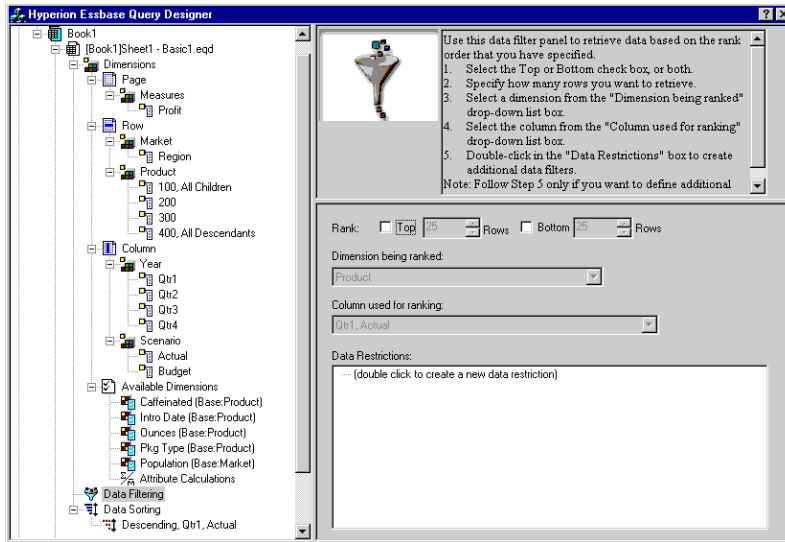 Hyperion Essbase Query Designer
Book1
[Book1]Sheet1 - Basic1.eqd
Dimensions
Page
Measures
Profit
Row
Market
Region
Product
100, All Children
200
300
400, All Descendants
Column
Year
Qtr1
Qtr2
Qtr3
Qtr4
Scenario
Actual
Budget
Available Dimensions
Caffeinated (Base:Product)
Intro Date (Base:Product)
Ounces (Base:Product)
Pkg Type (Base:Product)
Population (Base:Market)
Attribute Calculations
Data Filtering
Data Sorting
Descending, Qtr1, Actual
Use this data filter panel to retrieve data based on the rank
order that you have specified.
1. Select the Top or Bottom check box, or both.
2. Specify how many rows you want to retrieve.
3. Select a dimension from the "Dimension being ranked"
drop-down list box.
4. Select the column from the "Column used for ranking"
drop-down list box.
5. Double-click in the "Data Restrictions" box to create
additional data filters.
Note: Follow Step 5 only if you want to define additional
Rank: Top 25 Rows Bottom 25 Rows
Dimension being ranked:
Product
Column used for ranking:
Qtr1, Actual
Data Restrictions:
(double click to create a new data restriction)